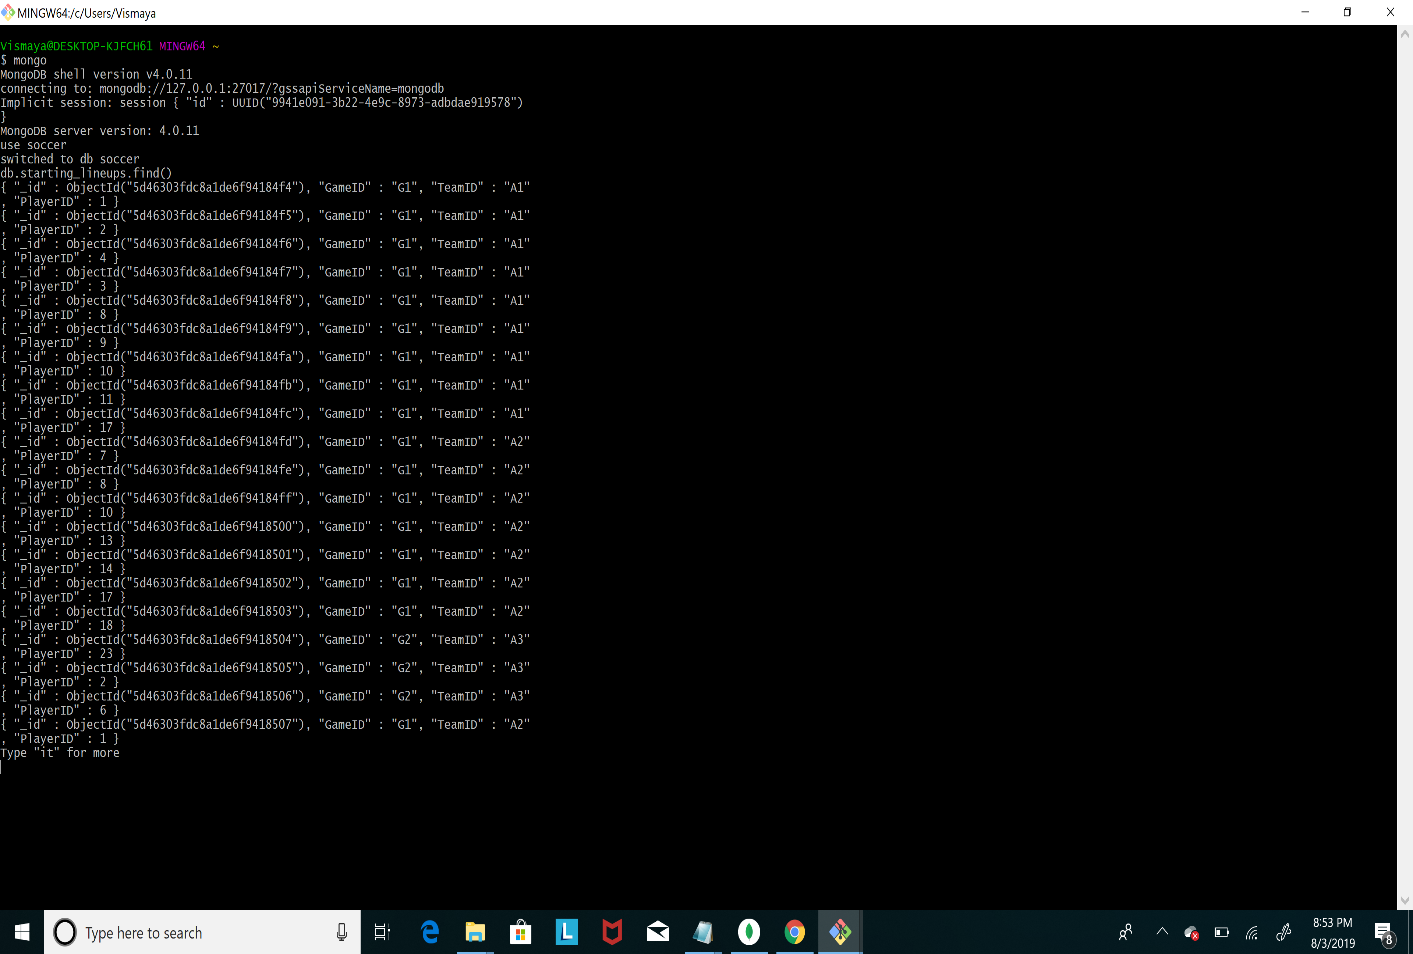 MINGW64:/c/Users/Vismaya
Vismaya@DESKTOP-KJFCH61 MINGW64 ~
$ mongo
MongoDB shell version v4.0.11
connecting to: mongodb://127.0.0.1:27017/?gssapiServiceName=mongodb
Implicit session: session { "id" : UUID("9941e091-3b22-4e9c-8973-adbdae919578")
}
MongoDB server version: 4.0.11
use soccer
switched to db soccer
db.starting_lineups.find()
{ "_id" : ObjectId("5d46303fdc8a1de6f94184f4"), "GameID" : "G1", "TeamID" : "A1"
, "PlayerID" : 1 }
{ "_id" : ObjectId("5d46303fdc8a1de6f94184f5"), "GameID" : "G1", "TeamID" : "A1"
, "PlayerID" : 2 }
{ "_id" : ObjectId("5d46303fdc8a1de6f94184f6"), "GameID" : "G1", "TeamID" : "A1"
, "PlayerID" : 4 }
{ "_id" : ObjectId("5d46303fdc8a1de6f94184f7"), "GameID" : "G1", "TeamID" : "A1"
, "PlayerID" : 3 }
{ "_id" : ObjectId("5d46303fdc8a1de6f94184f8"), "GameID" : "G1", "TeamID" : "A1"
, "PlayerID" : 8 }
{ "_id" : ObjectId("5d46303fdc8a1de6f94184f9"), "GameID" : "G1", "TeamID" : "A1"
, "PlayerID" : 9 }
{ "_id" : ObjectId("5d46303fdc8a1de6f94184fa"), "GameID" : "G1", "TeamID" : "A1"
, "PlayerID" : 10 }
{ "_id" : ObjectId("5d46303fdc8a1de6f94184fb"), "GameID" : "G1", "TeamID" : "A1"
, "PlayerID" : 11 }
{ "_id" : ObjectId("5d46303fdc8a1de6f94184fc"), "GameID" : "G1", "TeamID" : "A1"
, "PlayerID" : 17 }
{ "_id" : ObjectId("5d46303fdc8a1de6f94184fd"), "GameID" : "G1", "TeamID" : "A2"
, "PlayerID" : 7 }
{ "_id" : ObjectId("5d46303fdc8a1de6f94184fe"), "GameID" : "G1", "TeamID" : "A2"
, "PlayerID" : 8 }
{ "_id" : ObjectId("5d46303fdc8a1de6f94184ff"), "GameID" : "G1", "TeamID" : "A2"
, "PlayerID" : 10 }
{ "_id" : ObjectId("5d46303fdc8a1de6f9418500"), "GameID" : "G1", "TeamID" : "A2"
, "PlayerID" : 13 }
{ "_id" : ObjectId("5d46303fdc8a1de6f9418501"), "GameID" : "G1", "TeamID" : "A2"
, "PlayerID" : 14 }
{ "_id" : ObjectId("5d46303fdc8a1de6f9418502"), "GameID" : "G1", "TeamID" : "A2"
, "PlayerID" : 17 }
{ "_id" : ObjectId("5d46303fdc8a1de6f9418503"), "GameID" : "G1", "TeamID" : "A2"
, "PlayerID" : 18 }
{ "_id" : ObjectId("5d46303fdc8a1de6f9418504"), "GameID" : "G2", "TeamID" : "A3"
, "PlayerID" : 23 }
{ "_id" : ObjectId("5d46303fdc8a1de6f9418505"), "GameID" : "G2", "TeamID" : "A3"
, "PlayerID" : 2 }
{ "_id" : ObjectId("5d46303fdc8a1de6f9418506"), "GameID" : "G2", "TeamID" : "A3"
, "PlayerID" : 6 }
{ "_id" : ObjectId("5d46303fdc8a1de6f9418507"), "GameID" : "G1", "TeamID" : "A2"
, "PlayerID" : 1 }
Type "it" for more
Type here to search
L
8:53 PM
8/3/2019
8